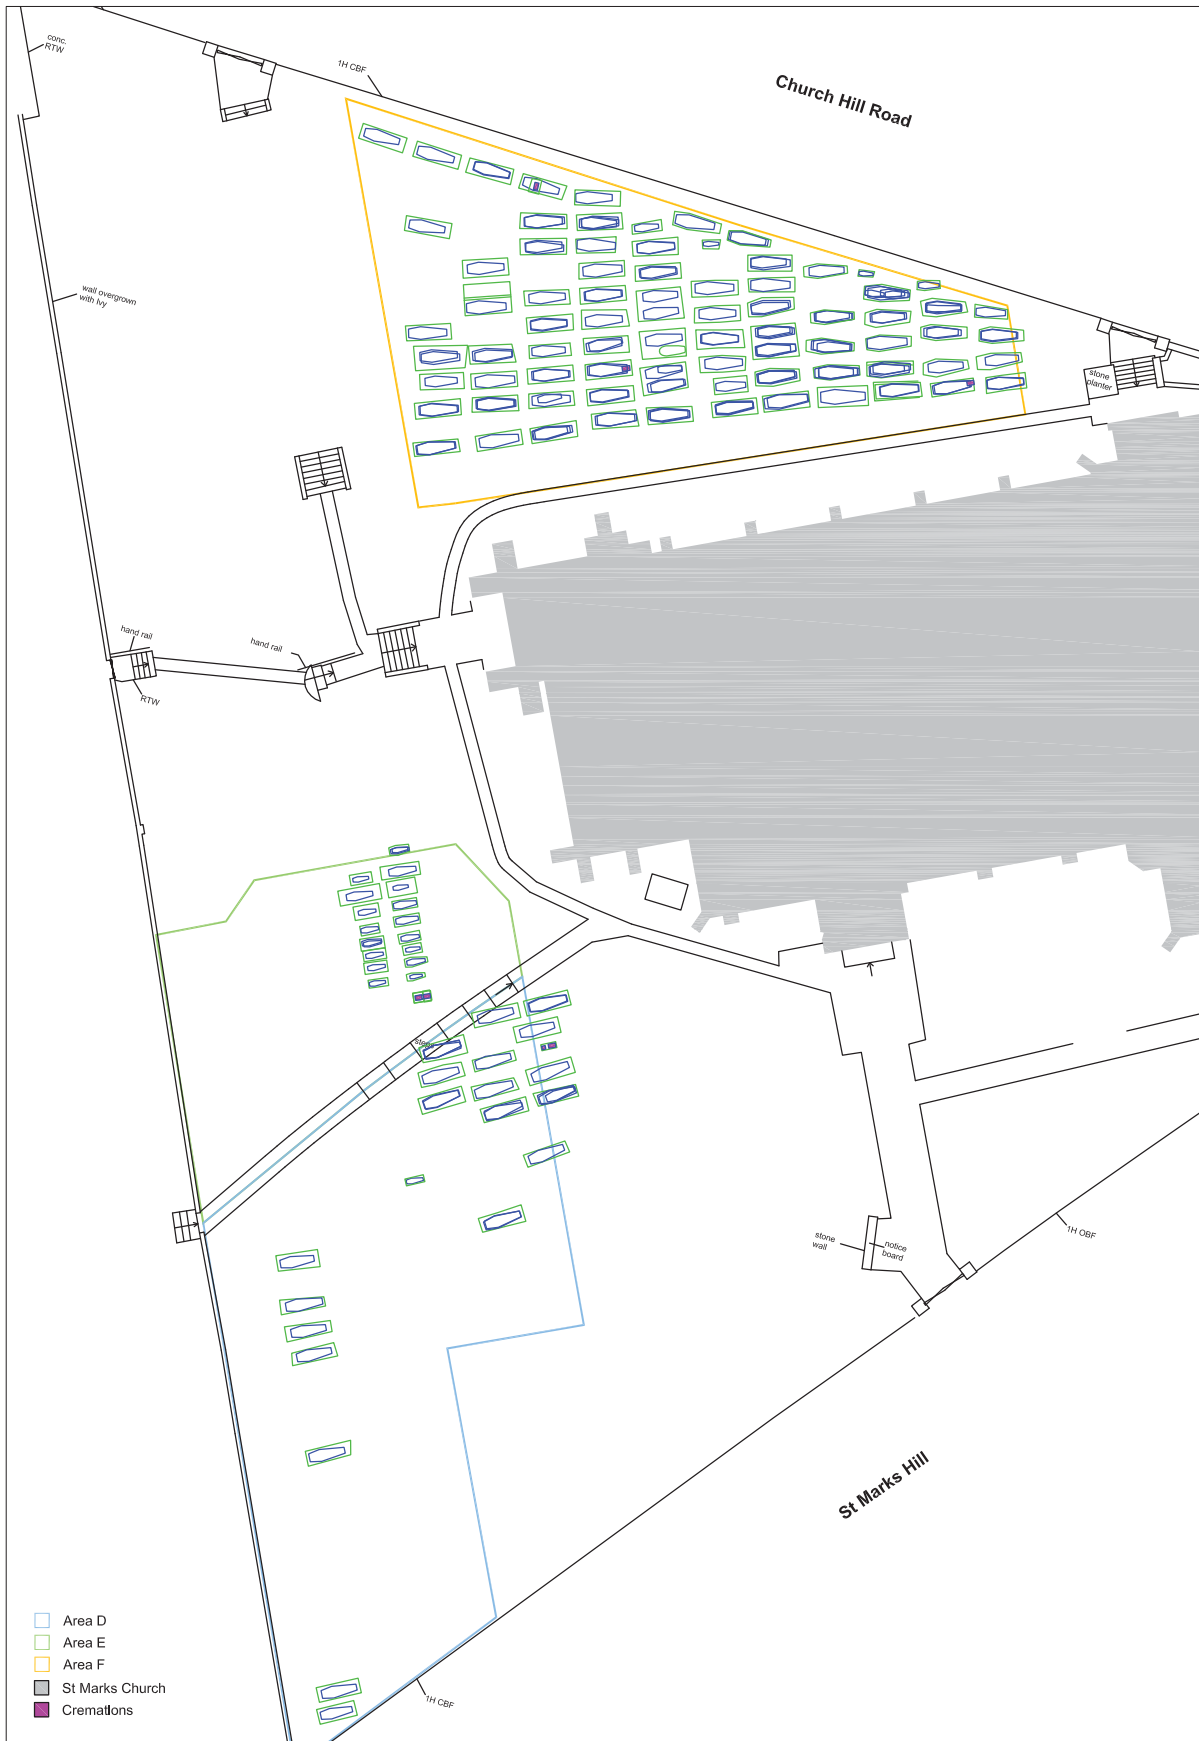 conc.
RTW
1H CBF
Church Hill Road
wall overgrown
with Ivy
stone
planter
hand rail
hand rail
RTW
steps
stone
wall
notice
board
1H OBF
St Marks Hill
1H CBF
Area D
Area E
Area F
St Marks Church
Cremations